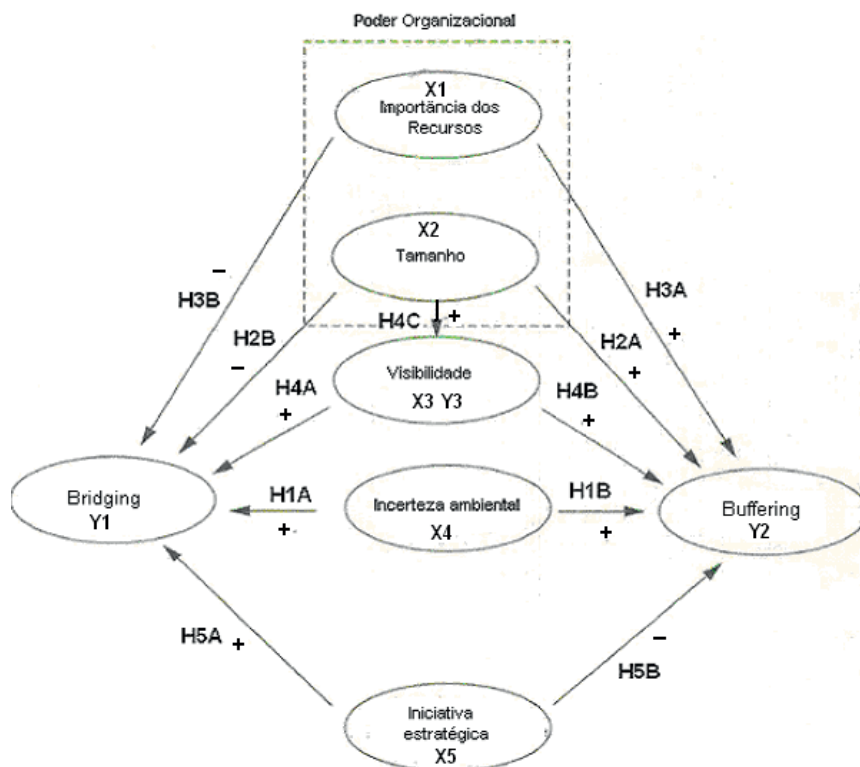 Poder Organizacional
X1
Importância dos
Recursos
X2
Tamanho
−
H3B
H3A
+
H2B
−
H4C
+
H2A
+
Visibilidade
X3 Y3
H4A
+
H4B
+
Bridging
Y1
H1A
+
Incerteza ambiental
X4
H1B
+
Buffering
Y2
H5A
+
−
H5B
Iniciativa
estratégica
X5